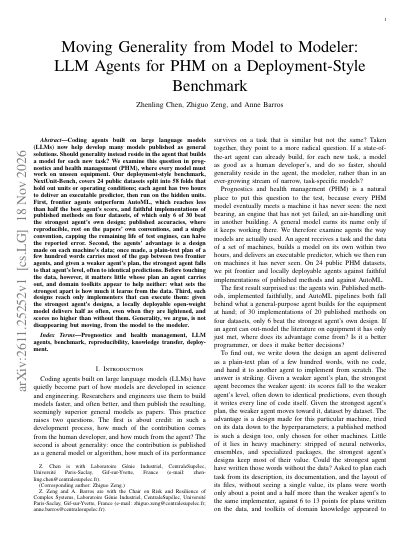 1
Moving Generality from Model to Modeler:
LLM Agents for PHM on a Deployment-Style
Benchmark
Zhenling Chen, Zhiguo Zeng, and Anne Barros
arXiv:2611.25252v1 [cs.LG] 18 Nov 2026
Abstract—Coding agents built on large language models
(LLMs) now help develop many models published as general
solutions. Should generality instead reside in the agent that builds
a model for each new task? We examine this question in prog-
nostics and health management (PHM), where every model must
work on unseen equipment. Our deployment-style benchmark,
NextUnit-Bench, covers 24 public datasets split into 58 folds that
hold out units or operating conditions; each agent has two
hours to deliver an executable predictor, then run on the hidden units.
First, frontier agents outperform AutoML, which reaches less
than half the best agent's score, and faithful implementations of
published methods on four datasets, of which only 6 of 30 beat
the strongest agent's own design; published accuracies, where
reproducible, rest on the papers' own conventions, and a single
convention, capping the remaining life of test engines, can halve
the reported error. Second, the agents' advantage is a design
made on each machine's data: once made, a plain-text plan of a
few hundred words carries most of the gap between two frontier
agents, and given a weaker agent's plan, the strongest agent falls
to that agent's level, often to identical predictions. Before touching
the data, however, it matters little whose plan an agent
carries out, and domain toolkits appear to help neither: what sets
the strongest apart is how much it learns from the data. Third, such
designs reach only implementers that can execute them: given
the strongest agent's designs, a locally deployable open-weight
model delivers half as often, even when they are lightened, and
scores no higher than without them. Generality, we argue, is not
disappearing but moving, from the model to the modeler.
Index Terms—Prognostics and health management, LLM
agents, benchmark, reproducibility, knowledge transfer, deploy-
ment.
I. Introduction
Coding agents built on large language models (LLMs) have
quietly become part of how models are developed in science and
engineering. Researchers and engineers use them to build
models faster, and often better, and then publish the resulting,
seemingly superior general models as papers. This practice
raises two questions. The first is about credit: in such a
development process, how much of the contribution comes
from the human developer, and how much from the agent? The
second is about generality: once the contribution is published
as a general model or algorithm, how much of its performance
Z. Chen is with Laboratoire Génie Industriel, CentraleSupélec,
Université Paris-Saclay, Gif-sur-Yvette, France (e-mail: zhen-
ling.chen@centralesupelec.fr).
(Corresponding author: Zhiguo Zeng.)
Z. Zeng and A. Barros are with the Chair on Risk and Resilience of
Complex Systems, Laboratoire Génie Industriel, CentraleSupélec, Université
Paris-Saclay, Gif-sur-Yvette, France (e-mail: zhiguo.zeng@centralesupelec.fr;
anne.barros@centralesupelec.fr).
survives on a task that is similar but not the same? Taken
together, they point to a more radical question. If a state-of-
the-art agent can already build, for each new task, a model
as good as a human developer's, and do so faster, should
generality reside in the agent, the modeler, rather than in an
ever-growing stream of narrow, task-specific models?
Prognostics and health management (PHM) is a natural
place to put this question to the test, because every PHM
model eventually meets a machine it has never seen: the next
bearing, an engine that has not yet failed, an air-handling unit
in another building. A general model earns its name only if
it keeps working there. We therefore examine agents the way
models are actually used. An agent receives a task and the data
of a set of machines, builds a model on its own within two
hours, and delivers an executable predictor, which we then run
on machines it has never seen. On 24 public PHM datasets,
we pit frontier and locally deployable agents against faithful
implementations of published methods and against AutoML.
The first result surprised us: the agents win. Published meth-
ods, implemented faithfully, and AutoML pipelines both fall
behind what a general-purpose agent builds for the equipment
at hand; of 30 implementations of 20 published methods on
four datasets, only 6 beat the strongest agent's own design. If
an agent can out-model the literature on equipment it has only
just met, where does its advantage come from? Is it a better
programmer, or does it make better decisions?
To find out, we write down the design an agent delivered
as a plain-text plan of a few hundred words, with no code,
and hand it to another agent to implement from scratch. The
answer is striking. Given a weaker agent's plan, the strongest
agent becomes the weaker agent: its scores fall to the weaker
agent's level, often down to identical predictions, even though
it writes every line of code itself. Given the strongest agent's
plan, the weaker agent moves toward it, dataset by dataset. The
advantage is a design made for this particular machine, tried
on its data down to the hyperparameters; a published method
is such a design too, only chosen for other machines. Little
of it lies in heavy machinery: stripped of neural networks,
ensembles, and specialized packages, the strongest agent's
designs keep most of their value. Could the strongest agent
have written those words without the data? Asked to plan each
task from its description, its documentation, and the layout of
its files, without seeing a single value, its plans were worth
only about a point and a half more than the weaker agent's to
the same implementer, against 6 to 13 points for plans written
on the data, and toolkits of domain knowledge appeared to